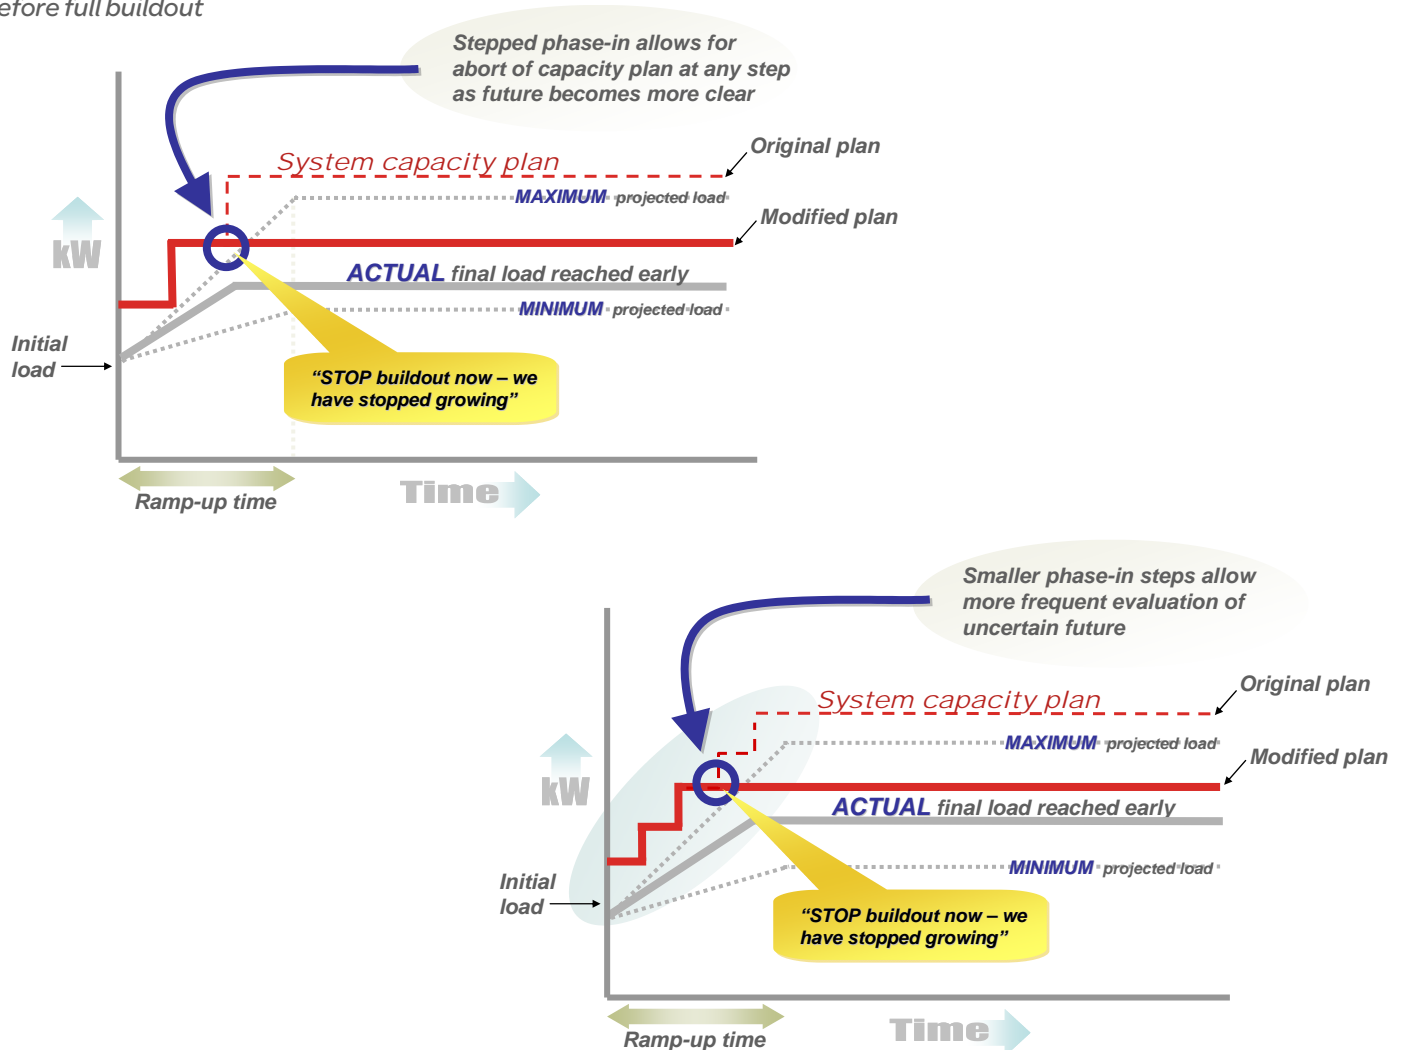 efore full buildout
Stepped phase-in allows for
abort of capacity plan at any step
as future becomes more clear
Original plan
System capacity plan
MAXIMUM projected load
Modified plan
kW
ACTUAL final load reached early
MINIMUM projected load
Initial
load
“STOP buildout now – we
have stopped growing”
Time
Ramp-up time
Smaller phase-in steps allow
more frequent evaluation of
uncertain future
Original plan
System capacity plan
MAXIMUM projected load
Modified plan
kW
ACTUAL final load reached early
MINIMUM projected load
Initial
load
“STOP buildout now – we
have stopped growing”
Time
Ramp-up time